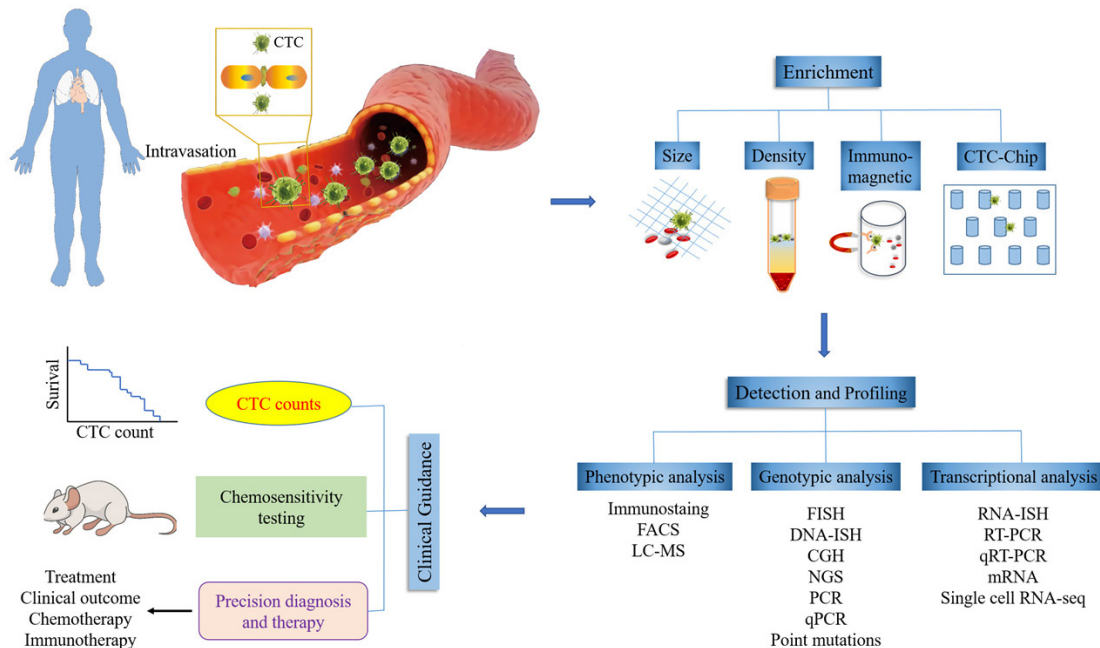 CTC
Intravasation
Enrichment
Size
Density
Immuno-
magnetic
CTC-Chip
Detection and Profiling
Phenotypic analysis
Immunostaing
FACS
LC-MS
Genotypic analysis
FISH
DNA-ISH
CGH
NGS
PCR
qPCR
Point mutations
Transcriptional analysis
RNA-ISH
RT-PCR
qRT-PCR
mRNA
Single cell RNA-seq
Clinical Guidance
CTC counts
Surival
CTC count
Chemosensitivity
testing
Precision diagnosis
and therapy
Treatment
Clinical outcome
Chemotherapy
Immunotherapy